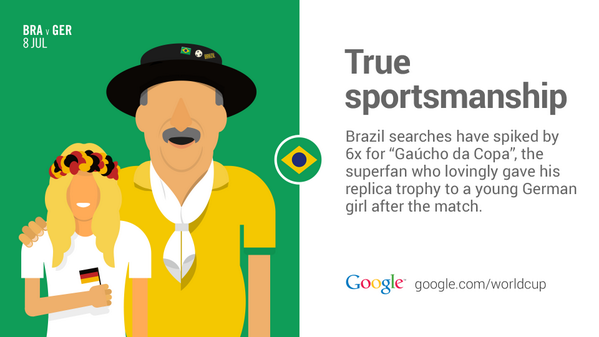 BRA v GER
8 JUL
True
sportsmanship
Brazil searches have spiked by
6x for “Gaúcho da Copa”, the
superfan who lovingly gave his
replica trophy to a young German
girl after the match.
Google google.com/worldcup